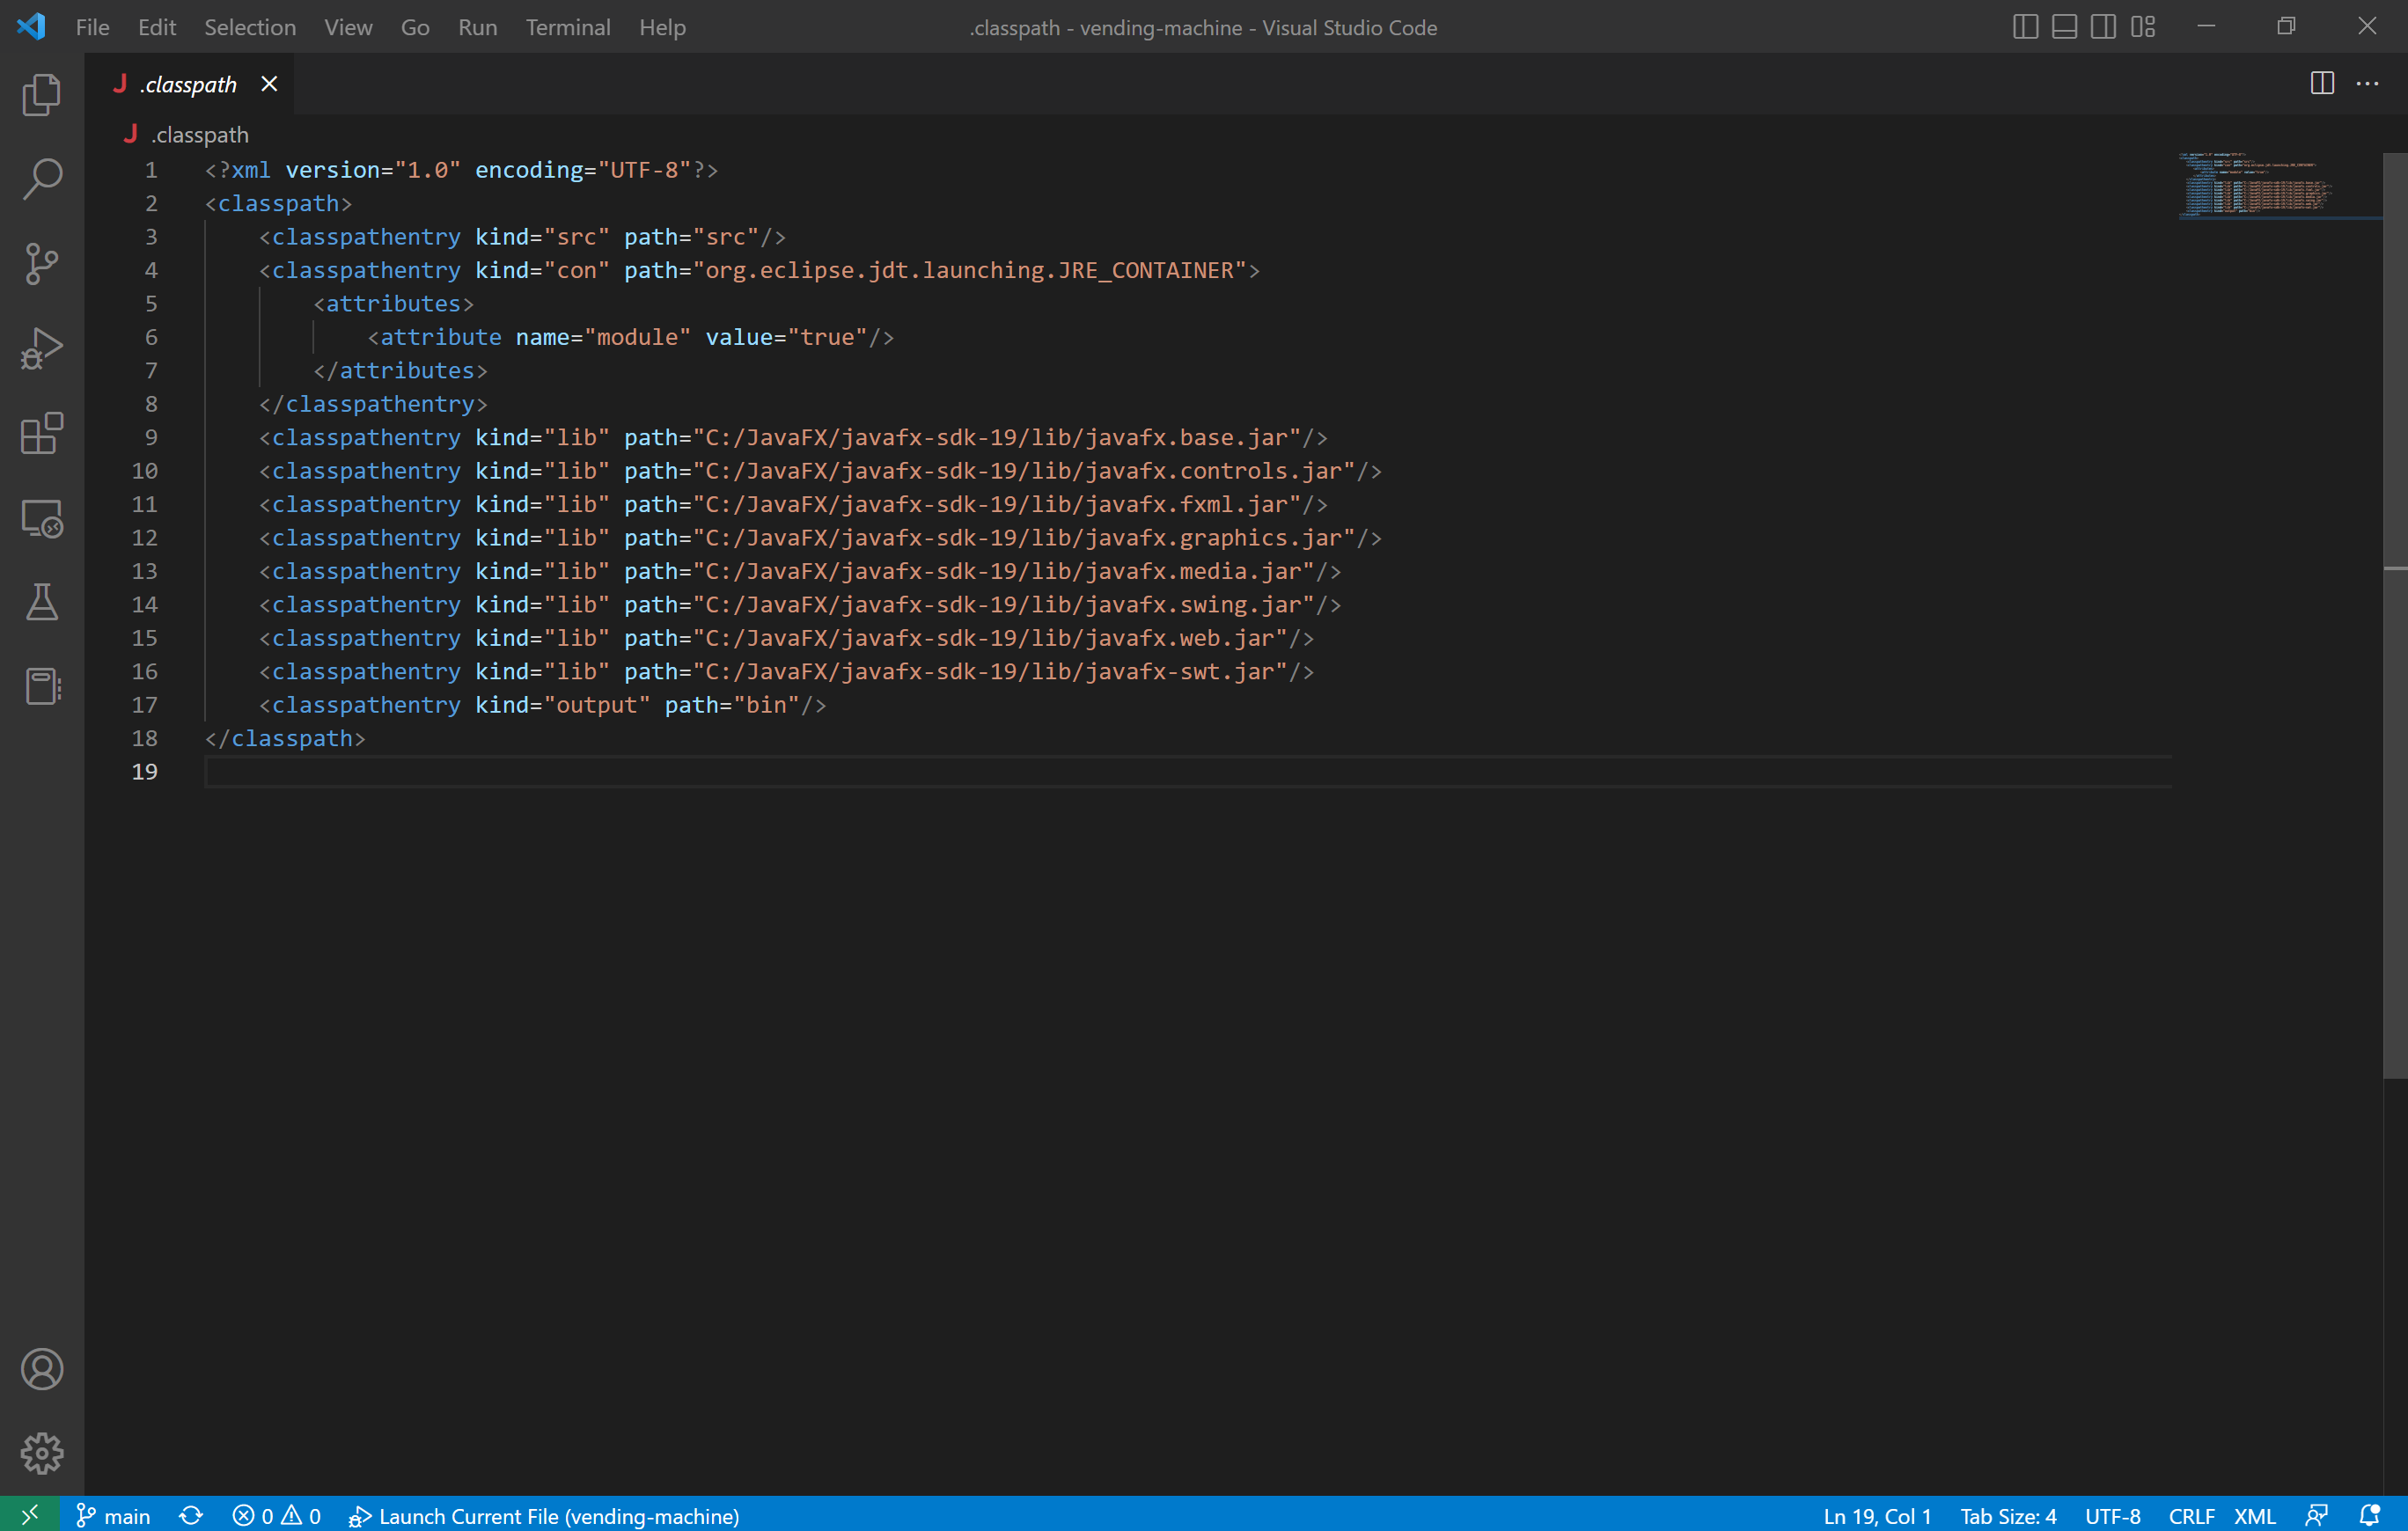 File Edit Selection View Go Run Terminal Help .classpath - vending-machine - Visual Studio Code
.classpath
.classpath
1 <?xml version="1.0" encoding="UTF-8"?>
2 <classpath>
3 <classpathentry kind="src" path="src"/>
4 <classpathentry kind="con" path="org.eclipse.jdt.launching.JRE_CONTAINER">
5 <attributes>
6 <attribute name="module" value="true"/>
7 </attributes>
8 </classpathentry>
9 <classpathentry kind="lib" path="C:/JavaFX/javafx-sdk-19/lib/javafx.base.jar"/>
10 <classpathentry kind="lib" path="C:/JavaFX/javafx-sdk-19/lib/javafx.controls.jar"/>
11 <classpathentry kind="lib" path="C:/JavaFX/javafx-sdk-19/lib/javafx.fxml.jar"/>
12 <classpathentry kind="lib" path="C:/JavaFX/javafx-sdk-19/lib/javafx.graphics.jar"/>
13 <classpathentry kind="lib" path="C:/JavaFX/javafx-sdk-19/lib/javafx.media.jar"/>
14 <classpathentry kind="lib" path="C:/JavaFX/javafx-sdk-19/lib/javafx.swing.jar"/>
15 <classpathentry kind="lib" path="C:/JavaFX/javafx-sdk-19/lib/javafx.web.jar"/>
16 <classpathentry kind="lib" path="C:/JavaFX/javafx-sdk-19/lib/javafx-swt.jar"/>
17 <classpathentry kind="output" path="bin"/>
18 </classpath>
19
main 0 0 Launch Current File (vending-machine) Ln 19, Col 1 Tab Size: 4 UTF-8 CRLF XML